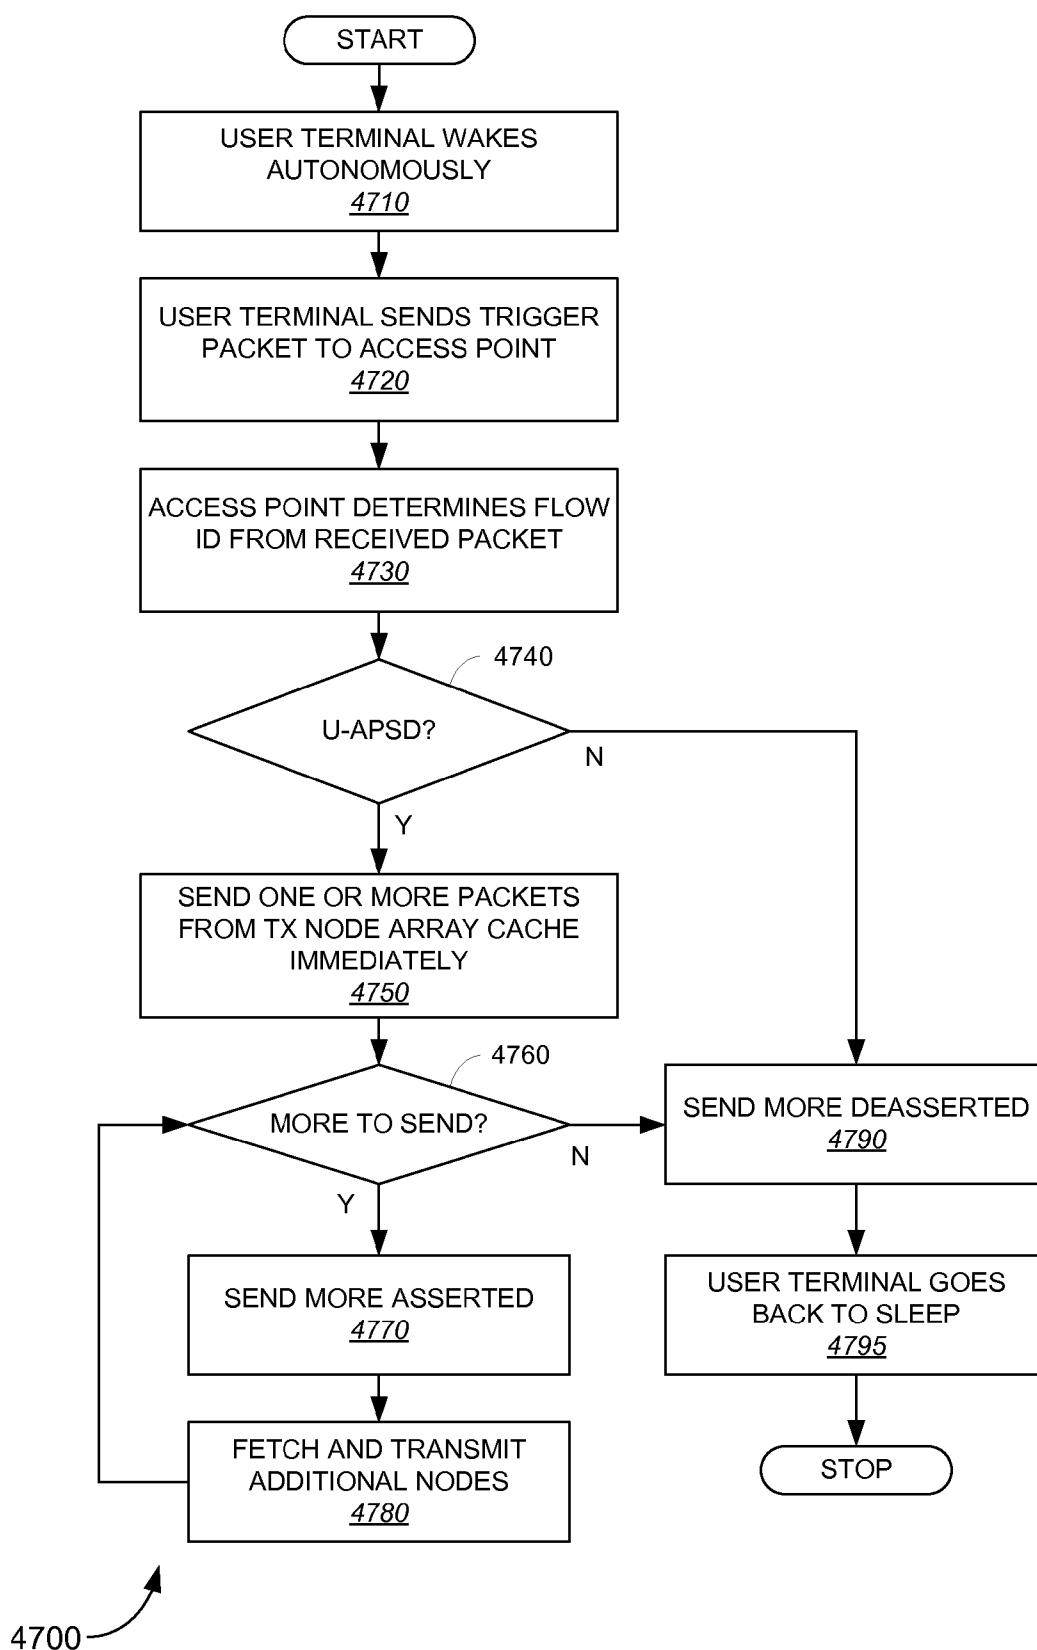 START
USER TERMINAL WAKES
AUTONOMOUSLY
4710
USER TERMINAL SENDS TRIGGER
PACKET TO ACCESS POINT
4720
ACCESS POINT DETERMINES FLOW
ID FROM RECEIVED PACKET
4730
4740
U-APSD?
N
Y
SEND ONE OR MORE PACKETS
FROM TX NODE ARRAY CACHE
IMMEDIATELY
4750
4760
MORE TO SEND?
N
Y
SEND MORE DEASSERTED
4790
SEND MORE ASSERTED
4770
USER TERMINAL GOES
BACK TO SLEEP
4795
FETCH AND TRANSMIT
ADDITIONAL NODES
4780
STOP
4700